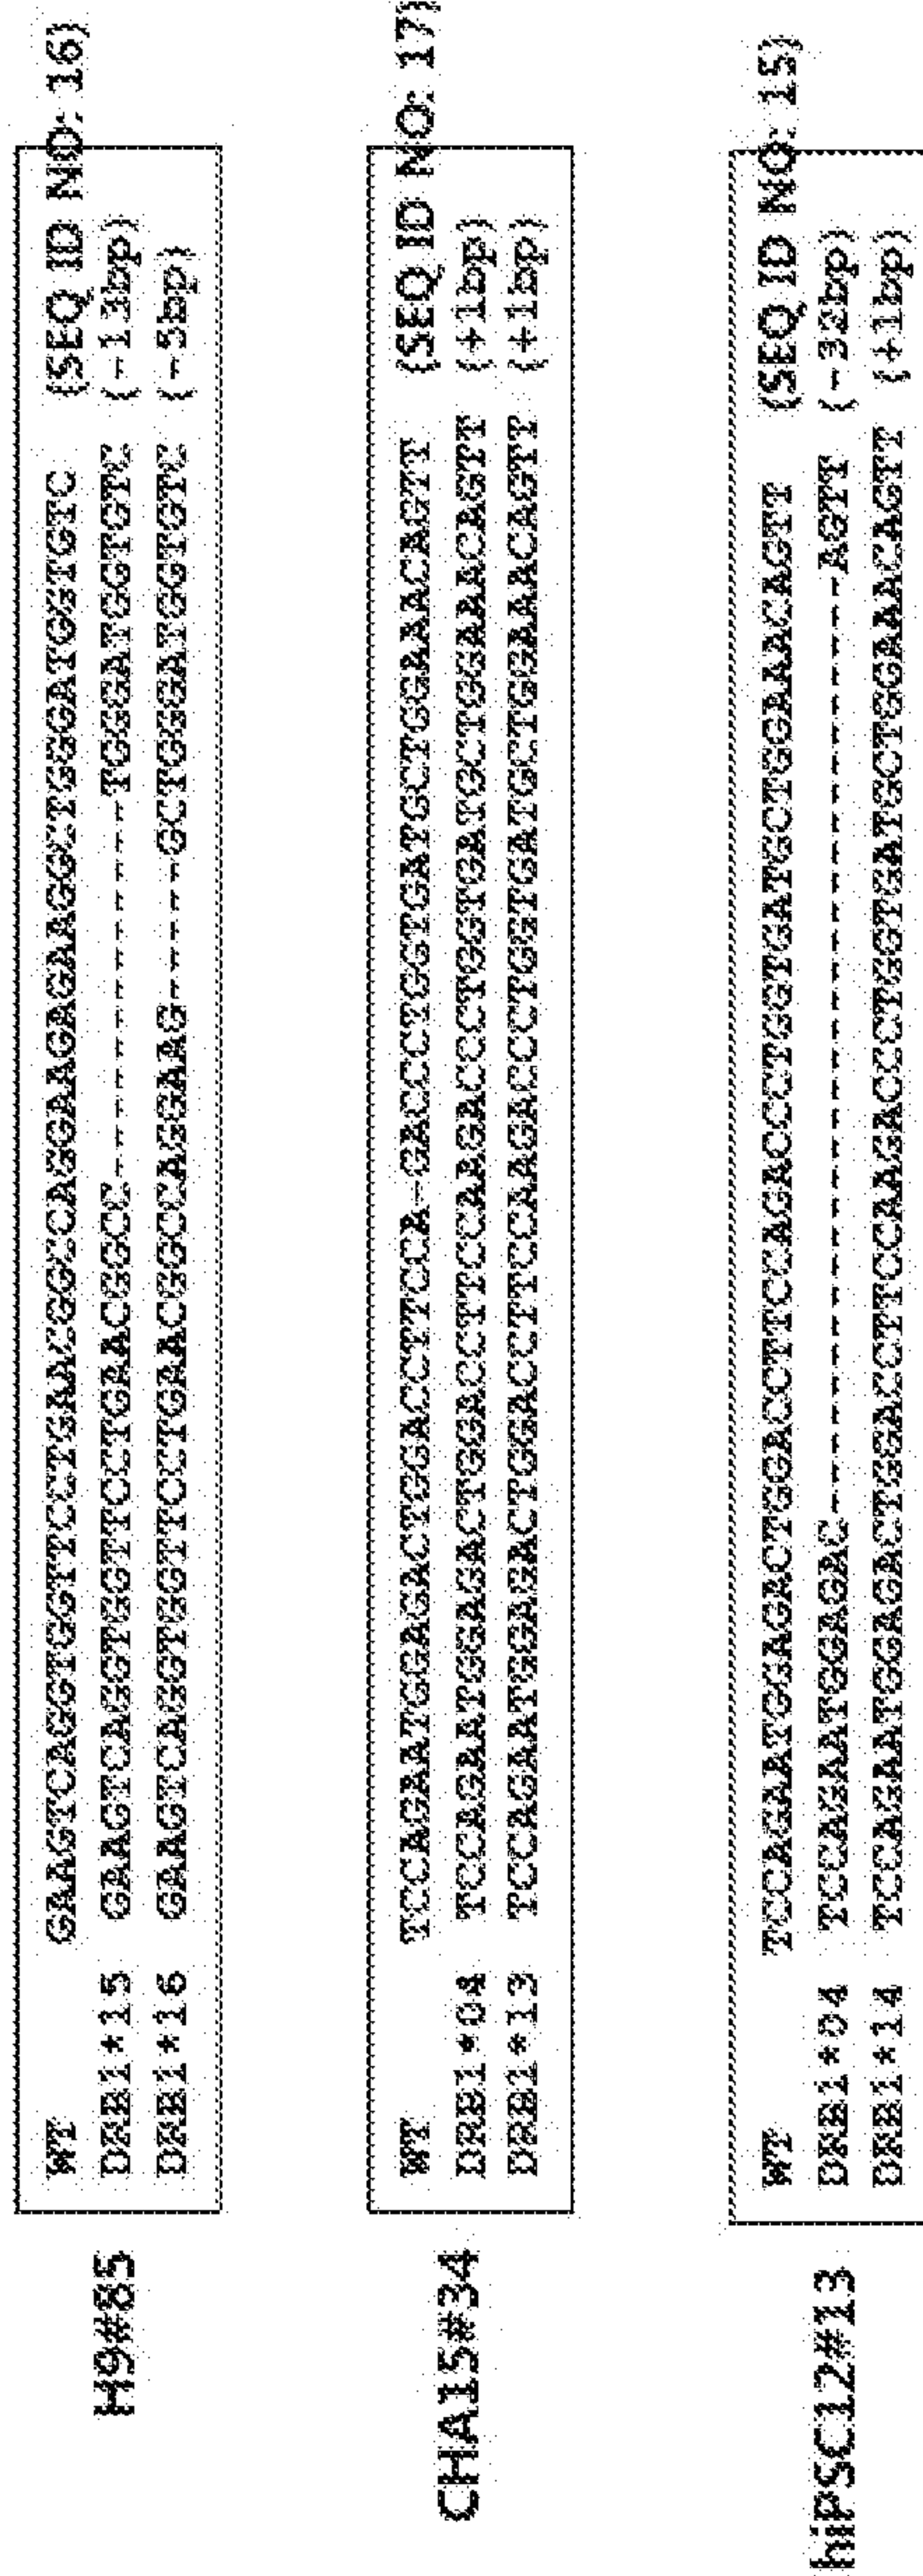 H9#85
WT GAAGTCAGGTGGTTCCTGAACGGCCAGGAAGAGAAGGCTGGGATGGTGTC (SEQ ID NO: 16)
DRB1*15 GAAGTCAGGTGGTTCCTGAACGGCC-------------TGGGATGGTGTC (-13bp)
DRB1*16 GAAGTCAGGTGGTTCCTGAACGGCCAGGAAG-----GCTGGGATGGTGTC (-5bp)
CHA15#34
WT TCCAGAATGGAGACTGGACCTTCCA-GACCCTGGTGATGCTGGAAACAGTT (SEQ ID NO: 17)
DRB1*04 TCCAGAATGGAGACTGGACCTTCCAAGACCCTGGTGATGCTGGAAACAGTT (+1bp)
DRB1*13 TCCAGAATGGAGACTGGACCTTCCAAGACCCTGGTGATGCTGGAAACAGTT (+1bp)
hiPSC12#13
WT TCCAGAATGGAGACTGGACCTTCCAGACCCTGGTGATGCTGGAAACAGTT (SEQ ID NO: 15)
DRB1*04 TCCAGAATGGAGAC--------------------------------AGTT (-32bp)
DRB1*14 TCCAGAATGGAGACTGGACCTTCCAAGACCCTGGTGATGCTGGAAACAGTT (+1bp)